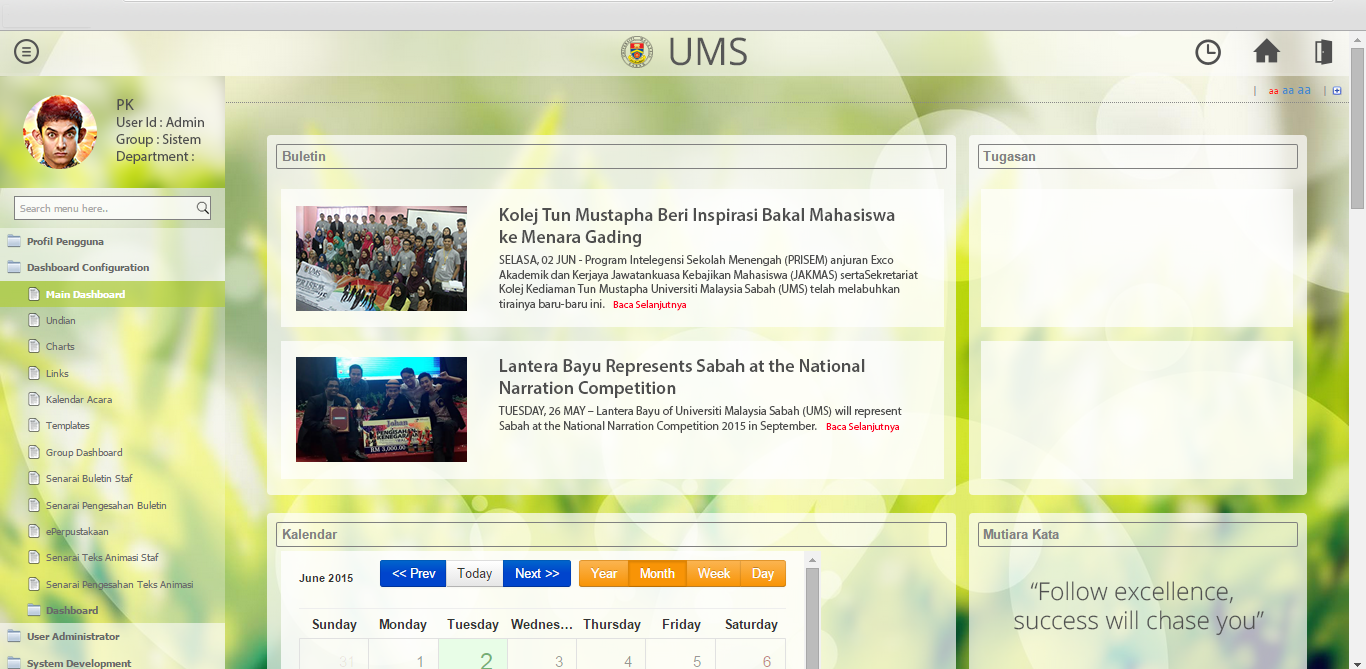 UMS
PK
User Id : Admin
Group : Sistem
Department :
| aa aa aa |
Search menu here..
Profil Pengguna
Dashboard Configuration
Main Dashboard
Undian
Charts
Links
Kalendar Acara
Templates
Group Dashboard
Senarai Buletin Staf
Senarai Pengesahan Buletin
ePerpustakaan
Senarai Teks Animasi Staf
Senarai Pengesahan Teks Animasi
Dashboard
User Administrator
System Development
Buletin
Kolej Tun Mustapha Beri Inspirasi Bakal Mahasiswa
ke Menara Gading
SELASA, 02 JUN - Program Intelegensi Sekolah Menengah (PRISEM) anjuran Exco
Akademik dan Kerjaya Jawatankuasa Kebajikan Mahasiswa (JAKMAS) sertaSekretariat
Kolej Kediaman Tun Mustapha Universiti Malaysia Sabah (UMS) telah melabuhkan
tirainya baru-baru ini. Baca Selanjutnya
Lantera Bayu Represents Sabah at the National
Narration Competition
TUESDAY, 26 MAY – Lantera Bayu of Universiti Malaysia Sabah (UMS) will represent
Sabah at the National Narration Competition 2015 in September. Baca Selanjutnya
Johan
PENGISAHAN
KENEGARAAN
RM 5,000.00
Tugasan
Kalendar
June 2015
<< Prev Today Next >> Year Month Week Day
Sunday Monday Tuesday Wednes... Thursday Friday Saturday
31 1 2 3 4 5 6
Mutiara Kata
“Follow excellence,
success will chase you”